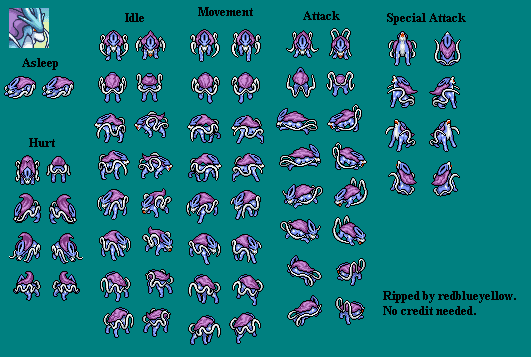 Idle
Movement
Attack
Special Attack
Asleep
Hurt
Ripped by redblueyellow.
No credit needed.